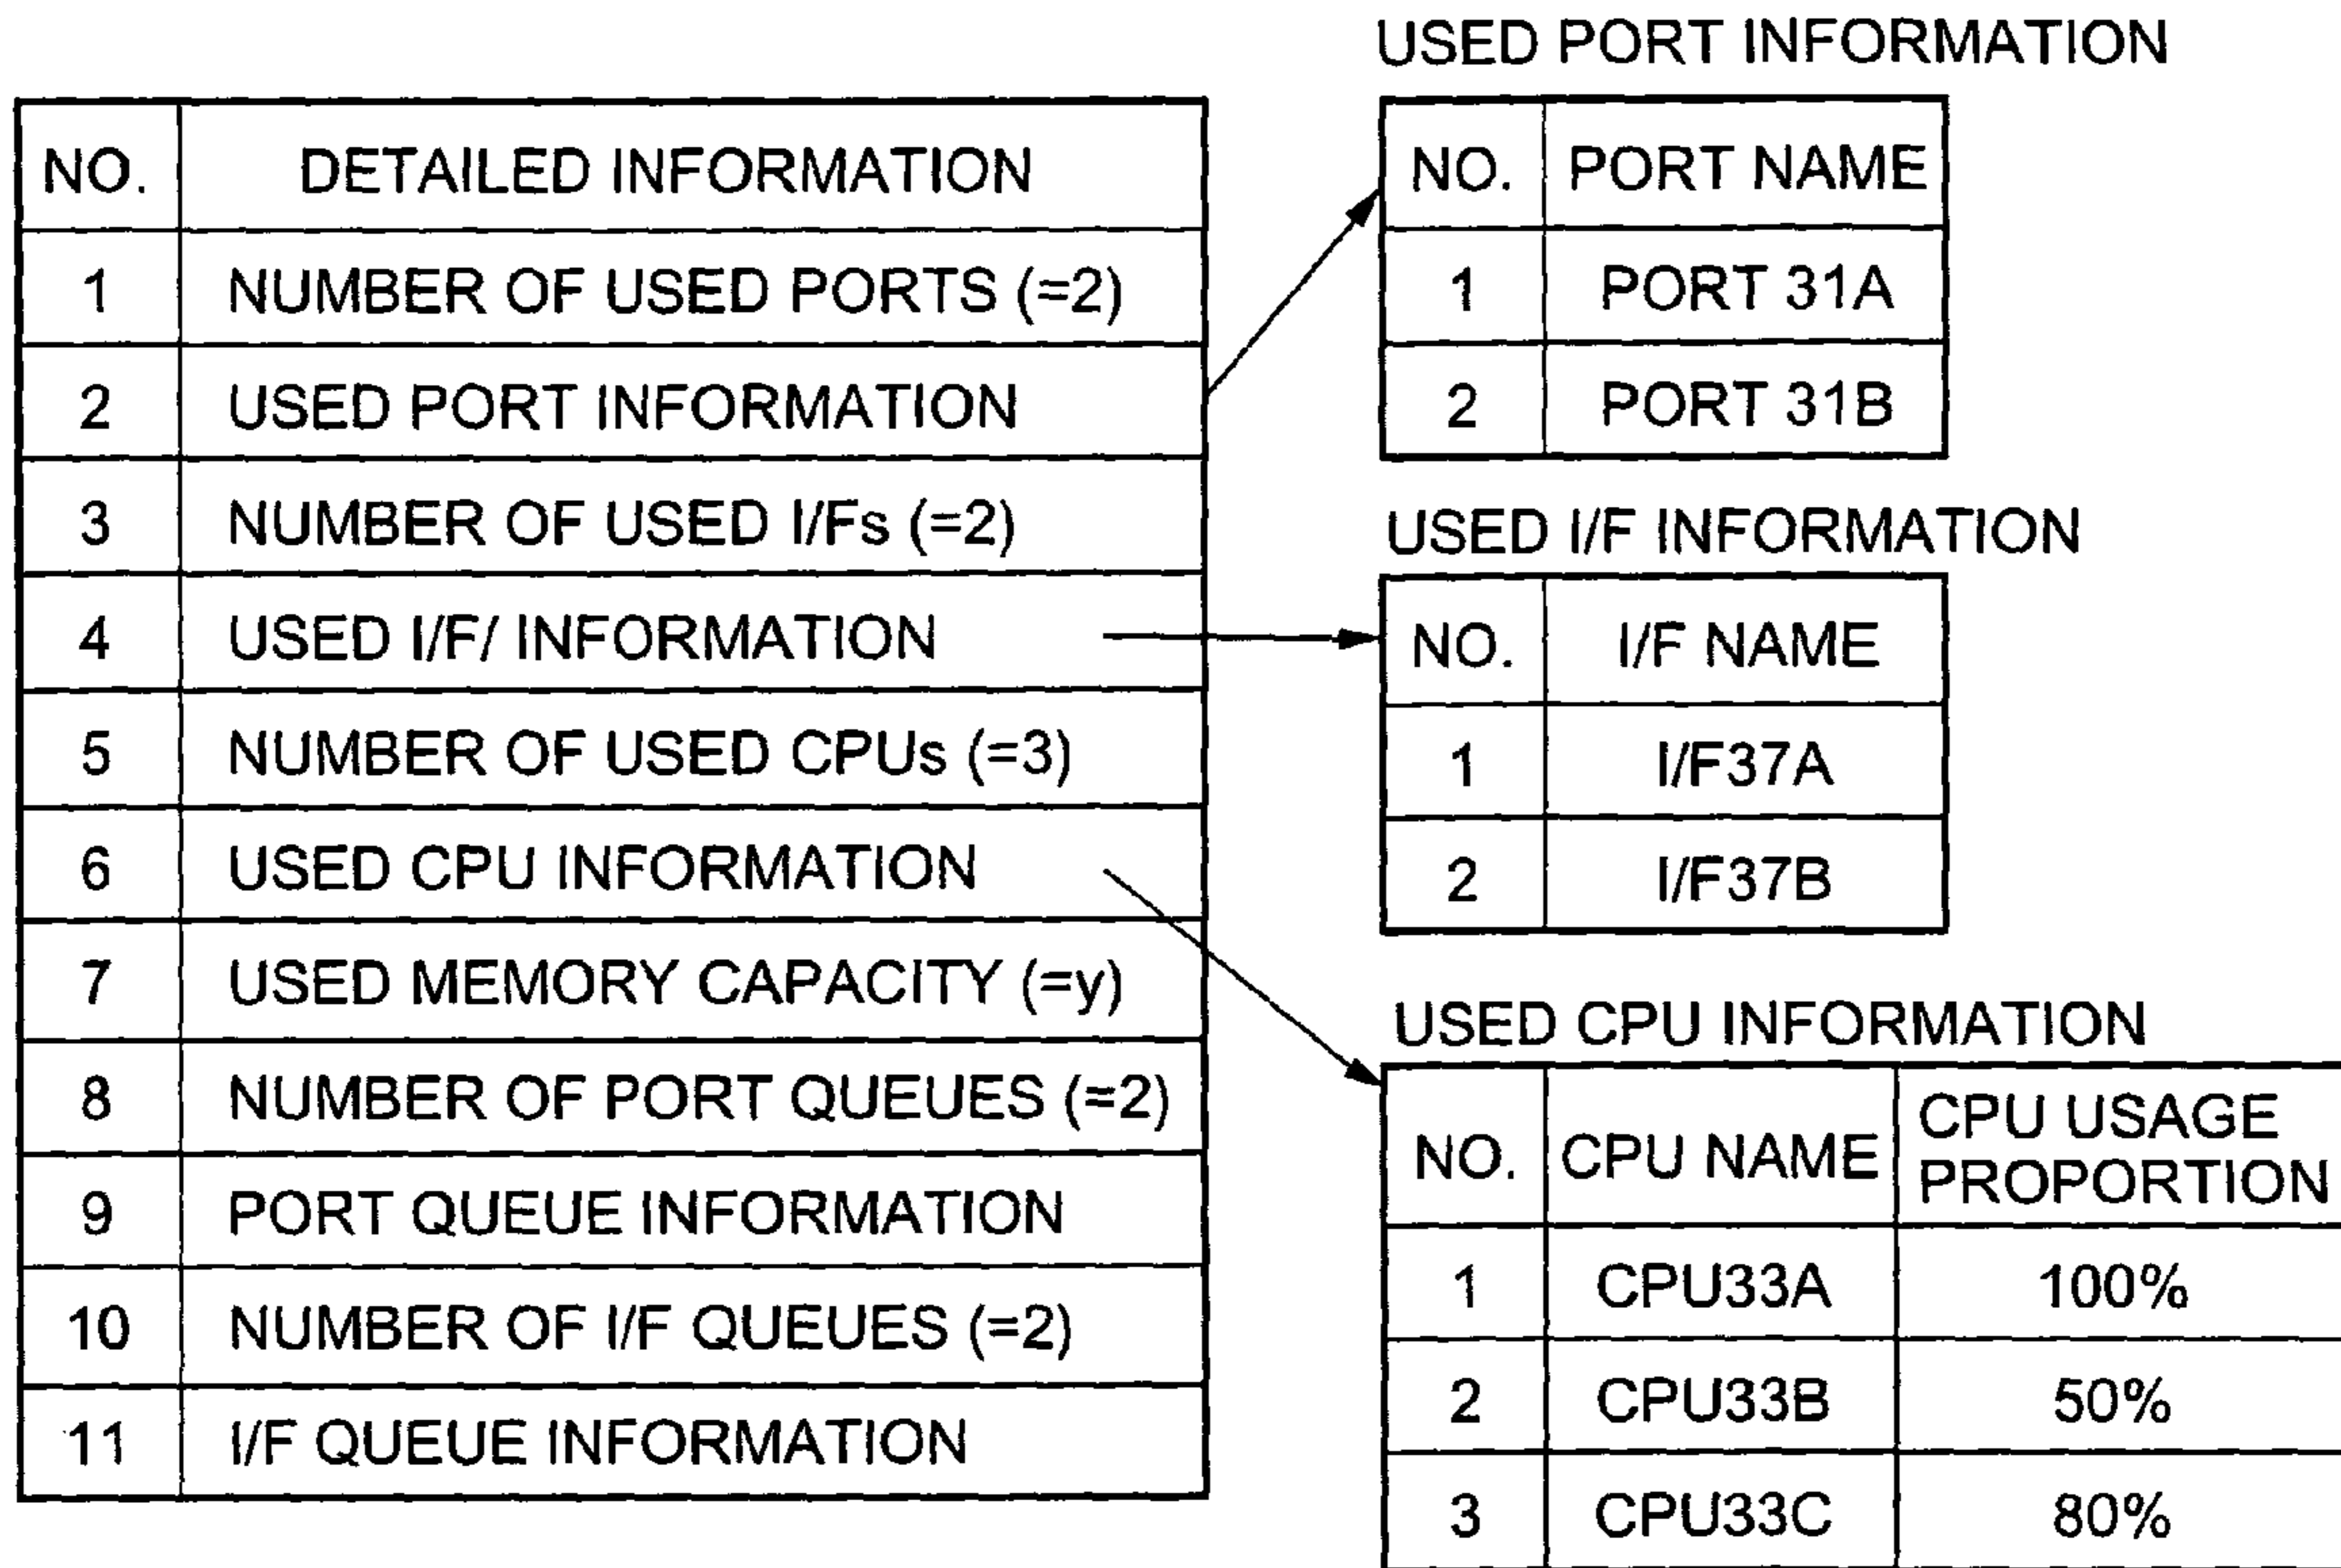 NO. DETAILED INFORMATION
1 NUMBER OF USED PORTS (=2)
2 USED PORT INFORMATION
3 NUMBER OF USED I/Fs (=2)
4 USED I/F/ INFORMATION
5 NUMBER OF USED CPUs (=3)
6 USED CPU INFORMATION
7 USED MEMORY CAPACITY (=y)
8 NUMBER OF PORT QUEUES (=2)
9 PORT QUEUE INFORMATION
10 NUMBER OF I/F QUEUES (=2)
11 I/F QUEUE INFORMATION
USED PORT INFORMATION
NO. PORT NAME
1 PORT 31A
2 PORT 31B
USED I/F INFORMATION
NO. I/F NAME
1 I/F37A
2 I/F37B
USED CPU INFORMATION
NO. CPU NAME CPU USAGE
PROPORTION
1 CPU33A 100%
2 CPU33B 50%
3 CPU33C 80%